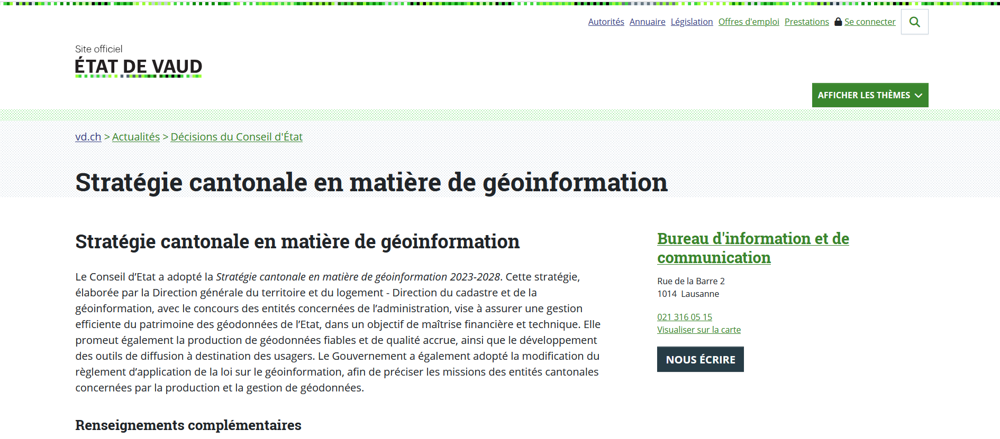 Autorités Annuaire Législation Offres d'emploi Prestations Se connecter
Site officiel
ÉTAT DE VAUD
AFFICHER LES THÈMES
vd.ch > Actualités > Décisions du Conseil d'État
Stratégie cantonale en matière de géoinformation
Stratégie cantonale en matière de géoinformation
Le Conseil d’Etat a adopté la Stratégie cantonale en matière de géoinformation 2023-2028. Cette stratégie,
élaborée par la Direction générale du territoire et du logement - Direction du cadastre et de la
géoinformation, avec le concours des entités concernées de l’administration, vise à assurer une gestion
efficiente du patrimoine des géodonnées de l’Etat, dans un objectif de maîtrise financière et technique. Elle
promeut également la production de géodonnées fiables et de qualité accrue, ainsi que le développement
des outils de diffusion à destination des usagers. Le Gouvernement a également adopté la modification du
règlement d’application de la loi sur le géoinformation, afin de préciser les missions des entités cantonales
concernées par la production et la gestion de géodonnées.
Renseignements complémentaires
Bureau d'information et de
communication
Rue de la Barre 2
1014 Lausanne
021 316 05 15
Visualiser sur la carte
NOUS ÉCRIRE